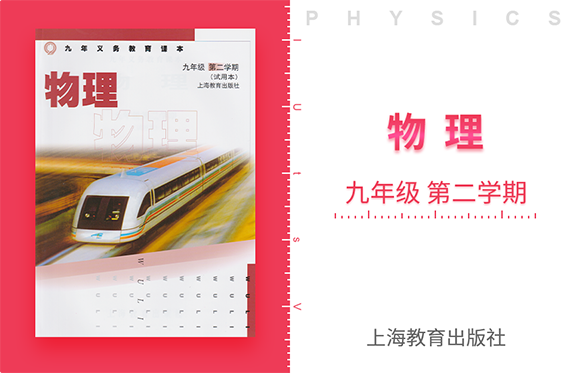 九年义务教育课本
九年级 第二学期
(试用本)
上海教育出版社
物理
物理
W U L I
W U L I
W U L I
W U L I
W U L I
W U L I
PHYSICS
I
U
t
s
V
物理
九年级 第二学期
上海教育出版社